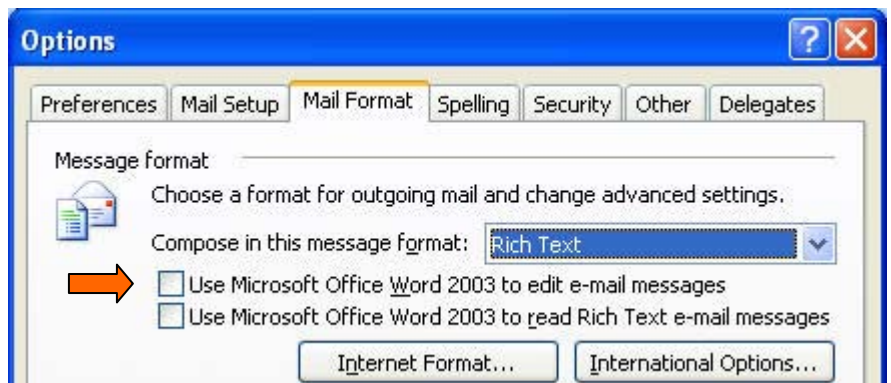 Options
Preferences Mail Setup Mail Format Spelling Security Other Delegates
Message format
Choose a format for outgoing mail and change advanced settings.
Compose in this message format: Rich Text
Use Microsoft Office Word 2003 to edit e-mail messages
Use Microsoft Office Word 2003 to read Rich Text e-mail messages
Internet Format... International Options...